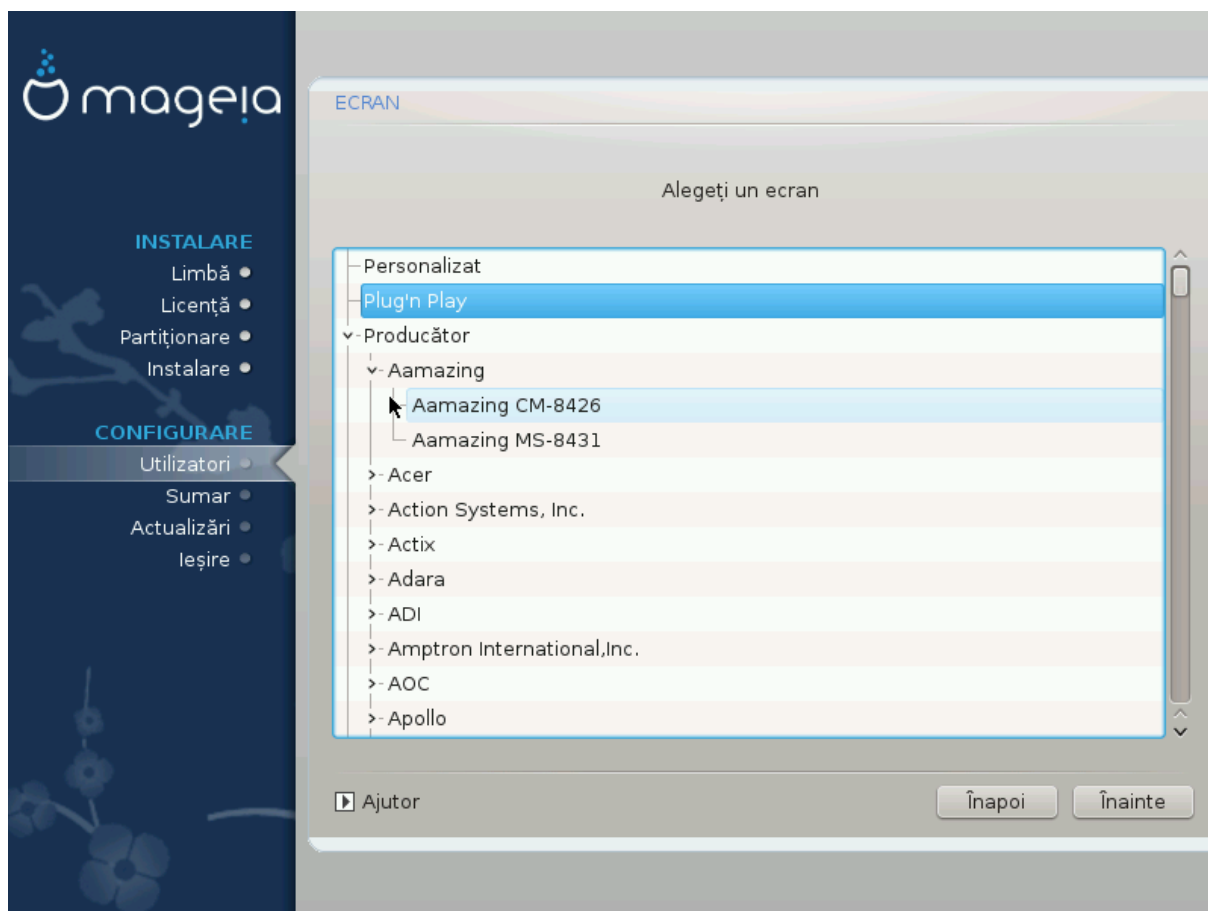 mageia
INSTALARE
Limbă
Licență
Partiționare
Instalare
CONFIGURARE
Utilizatori
Sumar
Actualizări
Ieșire
ECRAN
Alegeți un ecran
Personalizat
Plug'n Play
Producător
Aamazing
Aamazing CM-8426
Aamazing MS-8431
Acer
Action Systems, Inc.
Actix
Adara
ADI
Amptron International,Inc.
AOC
Apollo
Ajutor
Înapoi
Înainte